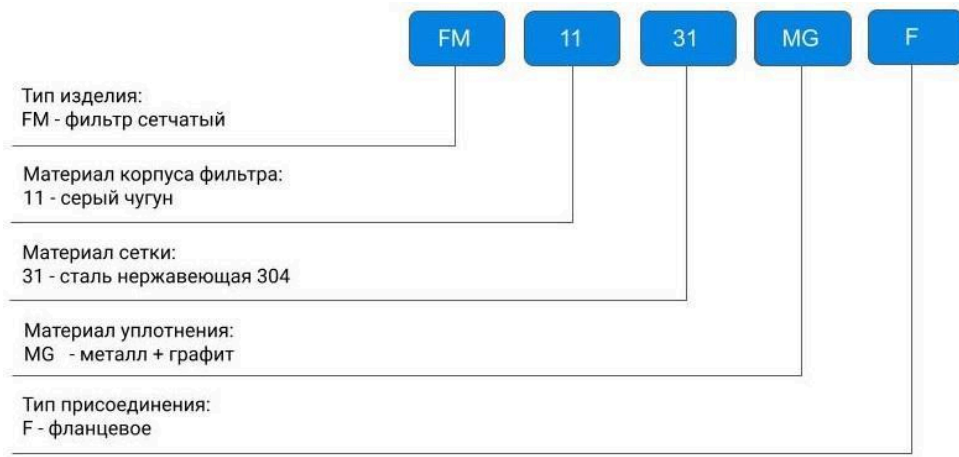 FM 11 31 MG F
Тип изделия:
FM - фильтр сетчатый
Материал корпуса фильтра:
11 - серый чугун
Материал сетки:
31 - сталь нержавеющая 304
Материал уплотнения:
MG - металл + графит
Тип присоединения:
F - фланцевое